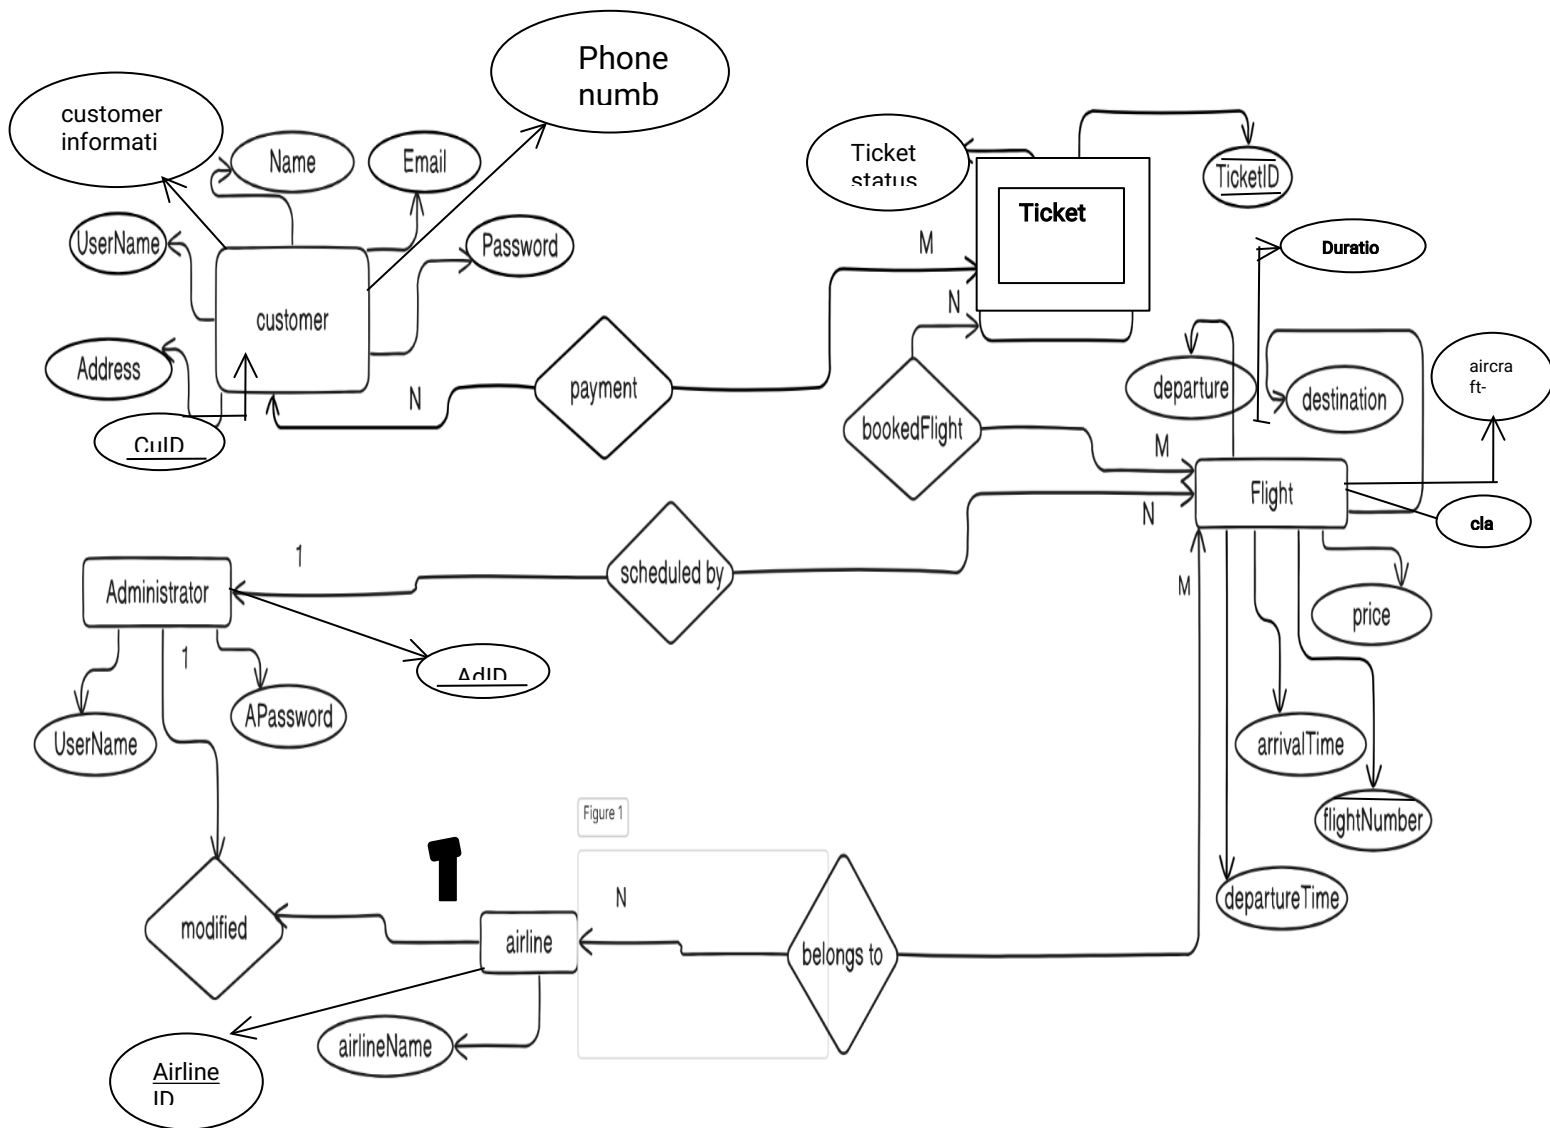 Phone
numb
customer
informati
Name
Email
UserName
Password
customer
Address
CuID
payment
N
M
Ticket
status
Ticket
TicketID
N
Duratio
departure
destination
aircra
ft-
bookedFlight
M
Flight
cla
N
scheduled by
1
Administrator
1
AdID
UserName
APassword
M
price
arrivalTime
flightNumber
departureTime
Figure 1
1
modified
airline
N
belongs to
airlineName
Airline
ID